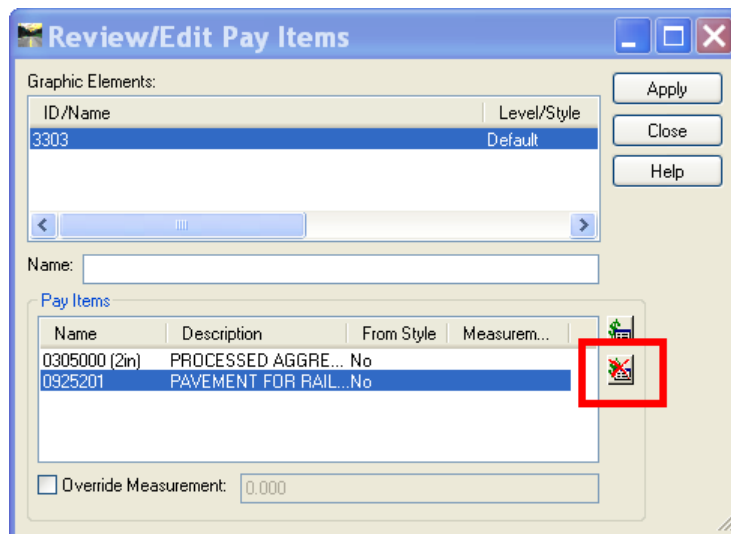 Review/Edit Pay Items
Graphic Elements:
ID/Name Level/Style
3303 Default
Apply
Close
Help
Name:
Pay Items
Name Description From Style Measurem...
0305000 (2in) PROCESSED AGGRE... No
0925201 PAVEMENT FOR RAIL...No
Override Measurement: 0.000